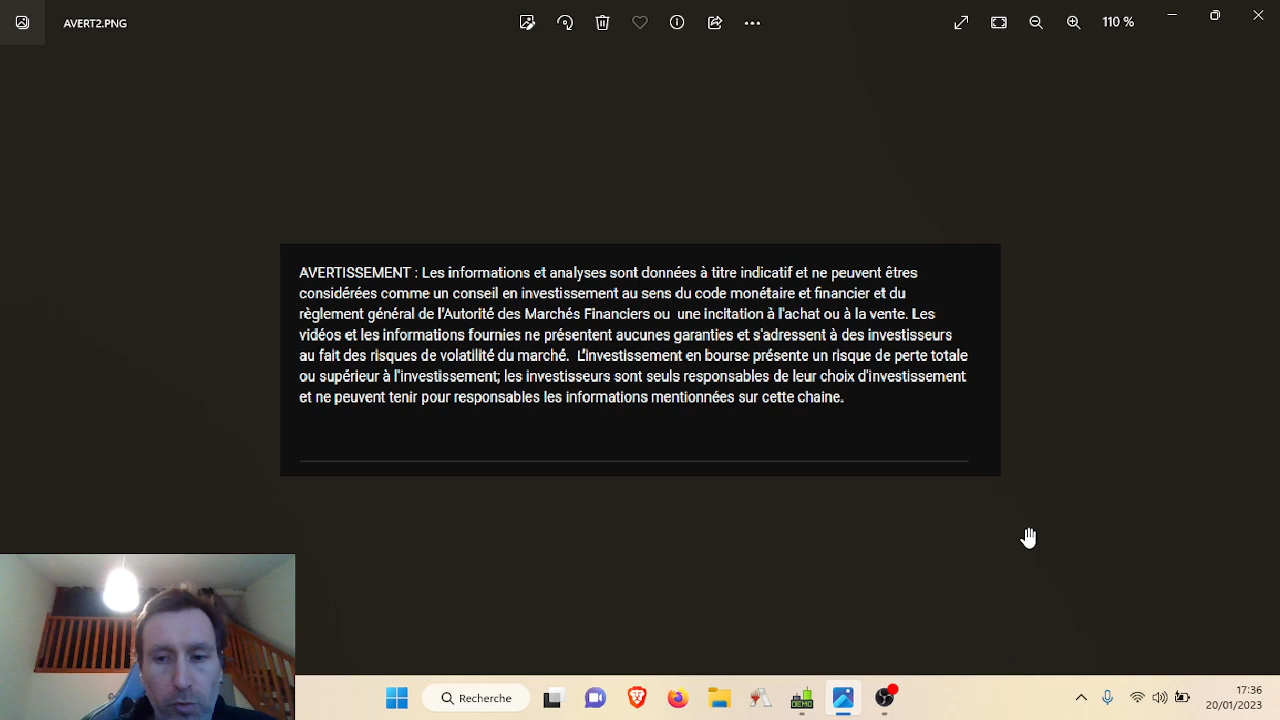 AVERT2.PNG
110 %
AVERTISSEMENT : Les informations et analyses sont données à titre indicatif et ne peuvent êtres
considérées comme un conseil en investissement au sens du code monétaire et financier et du
règlement général de l'Autorité des Marchés Financiers ou une incitation à l'achat ou à la vente. Les
vidéos et les informations fournies ne présentent aucunes garanties et s'adressent à des investisseurs
au fait des risques de volatilité du marché. L'investissement en bourse présente un risque de perte totale
ou supérieur à l'investissement; les investisseurs sont seuls responsables de leur choix d'investissement
et ne peuvent tenir pour responsables les informations mentionnées sur cette chaine.
Recherche
DEMO
17:36
20/01/2023